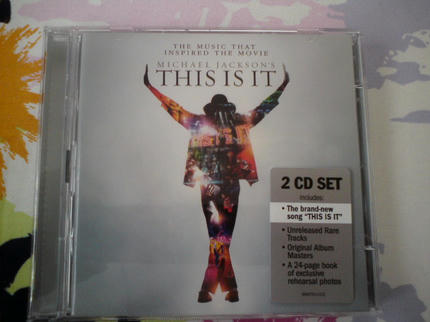 THE MUSIC THAT
INSPIRED THE MOVIE
MICHAEL JACKSON'S
THIS IS IT
2 CD SET
includes:
• The brand-new
song "THIS IS IT"
• Unreleased Rare
Tracks
• Original Album
Masters
• A 24-page book
of exclusive
rehearsal photos